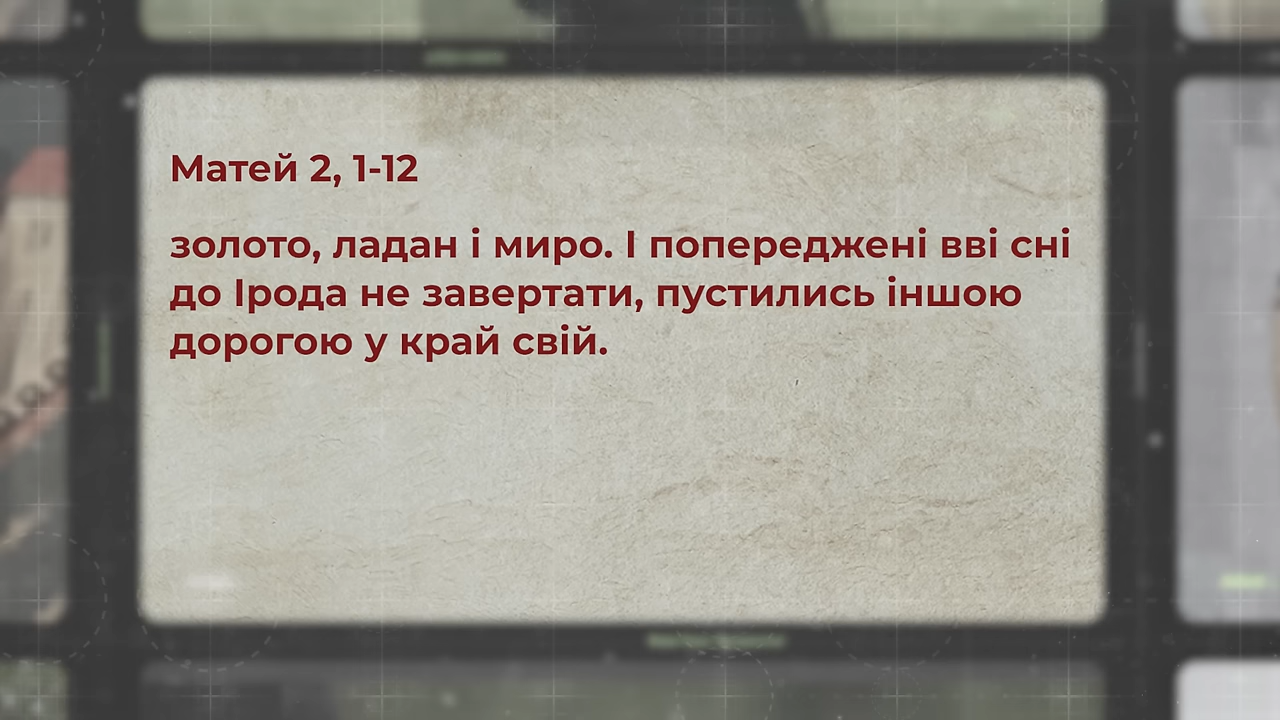 Матей 2, 1-12
золото, ладан і миро. І попереджені вві сні
до Ірода не завертати, пустились іншою
дорогою у край свій.